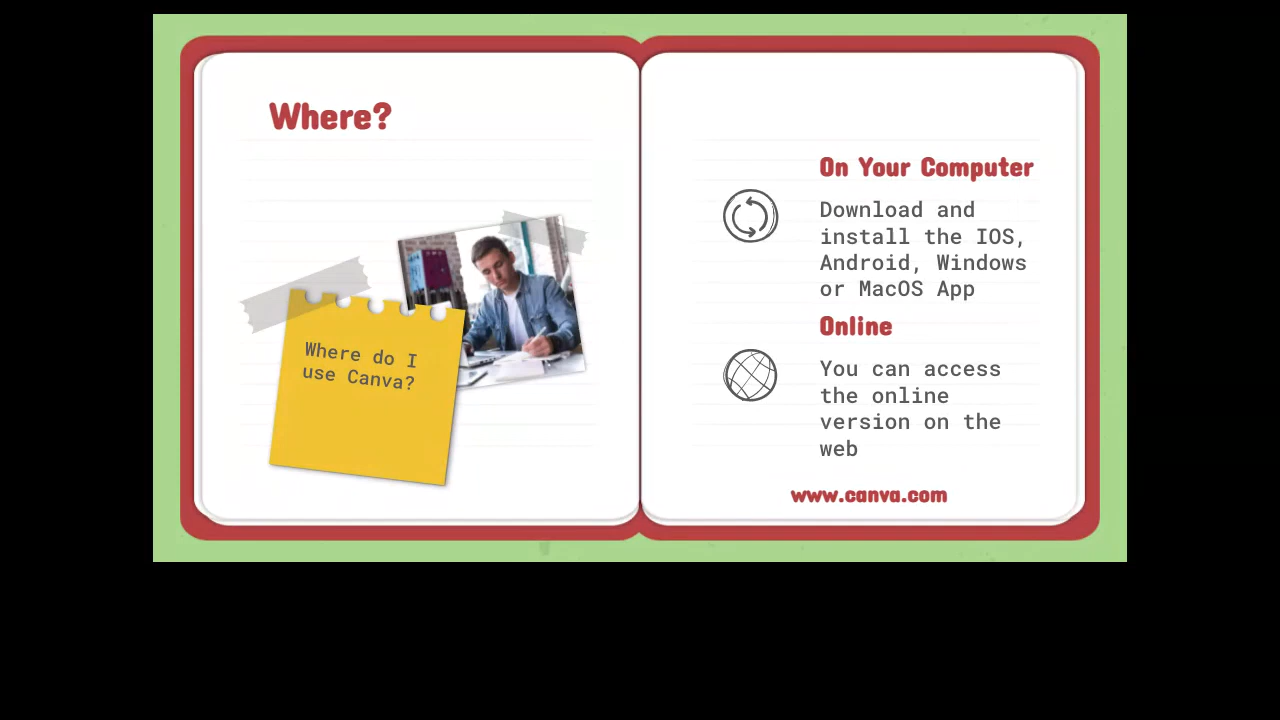 Where?
Where do I
use Canva?
On Your Computer
Download and
install the IOS,
Android, Windows
or MacOS App
Online
You can access
the online
version on the
web
www.canva.com